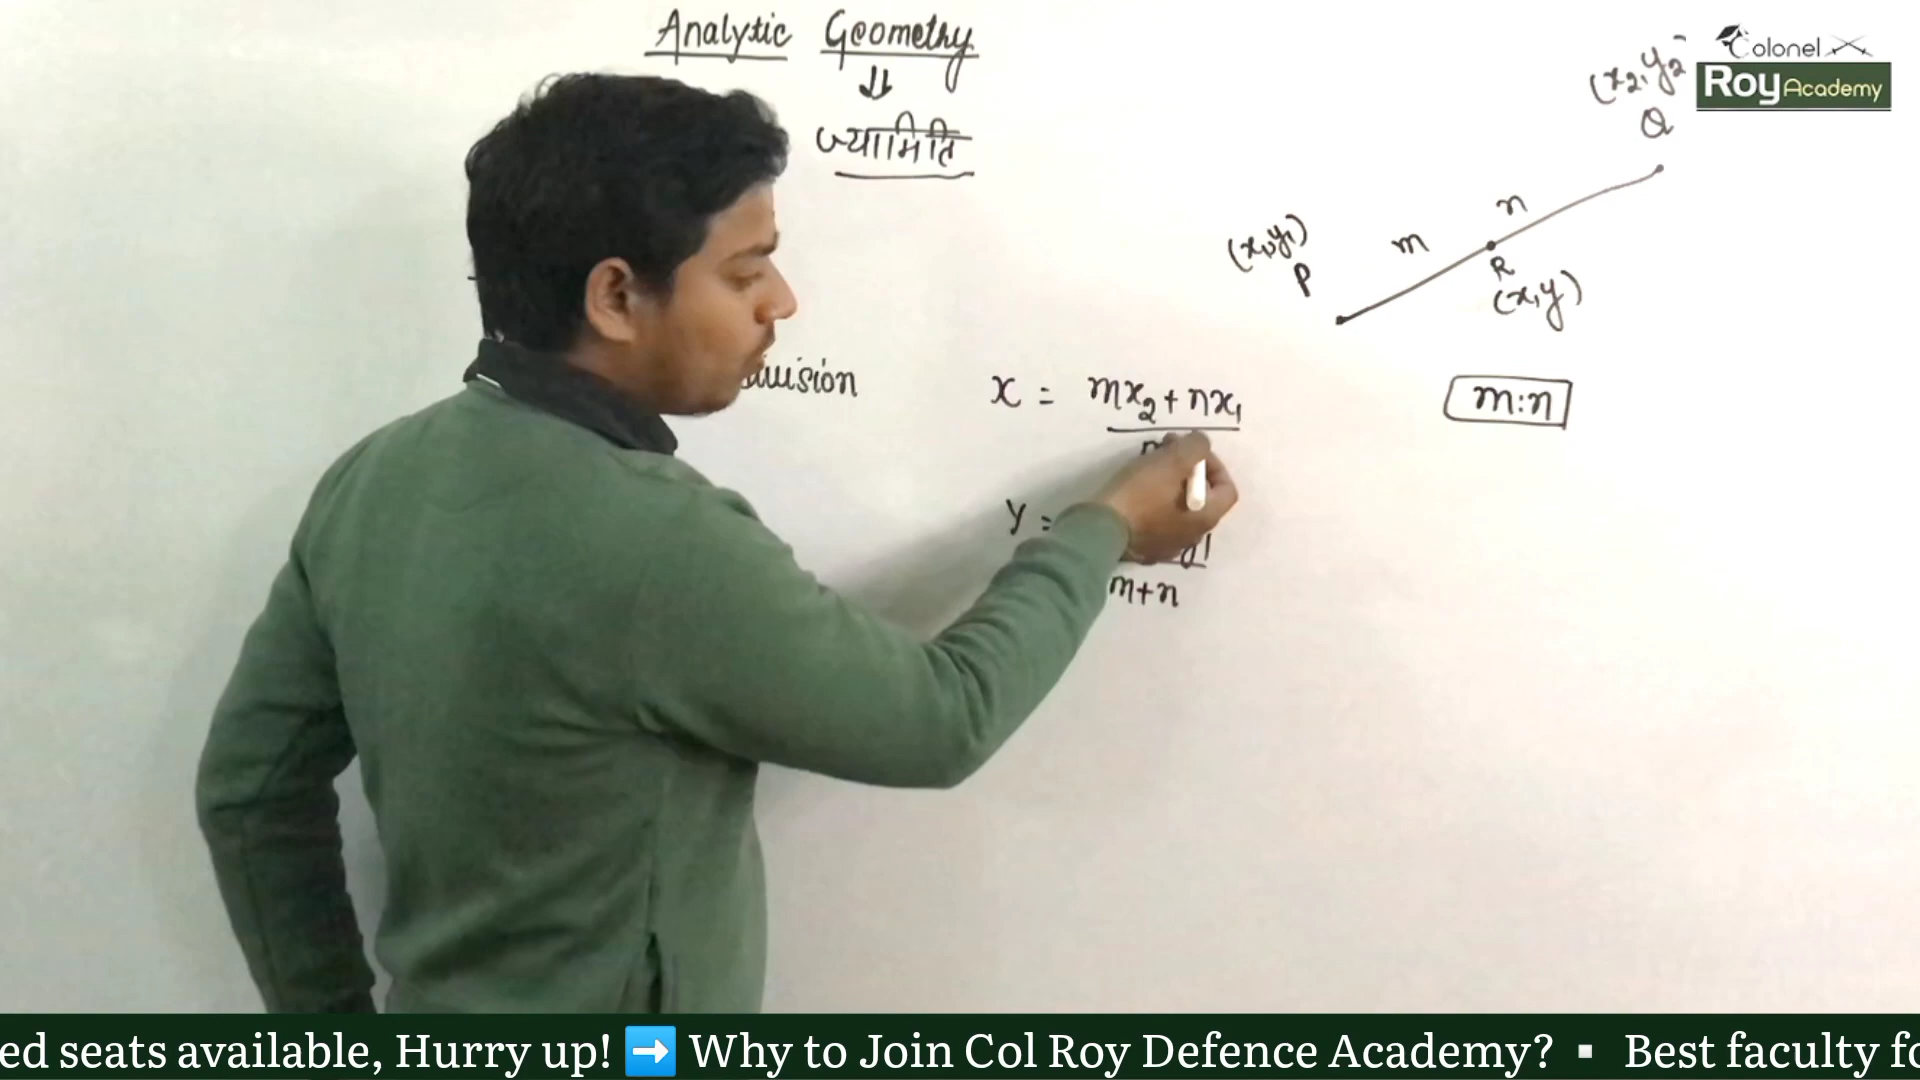 Analytic Geometry
⇓
ज्यामिति
Colonel
Roy Academy
(x2, y2
Q
n
(x1, y1)
m
P
R
(x, y)
x = mx2 + nx1
m:n
y =
y1
m+n
ed seats available, Hurry up! ➡ Why to Join Col Roy Defence Academy? ▪ Best faculty fo